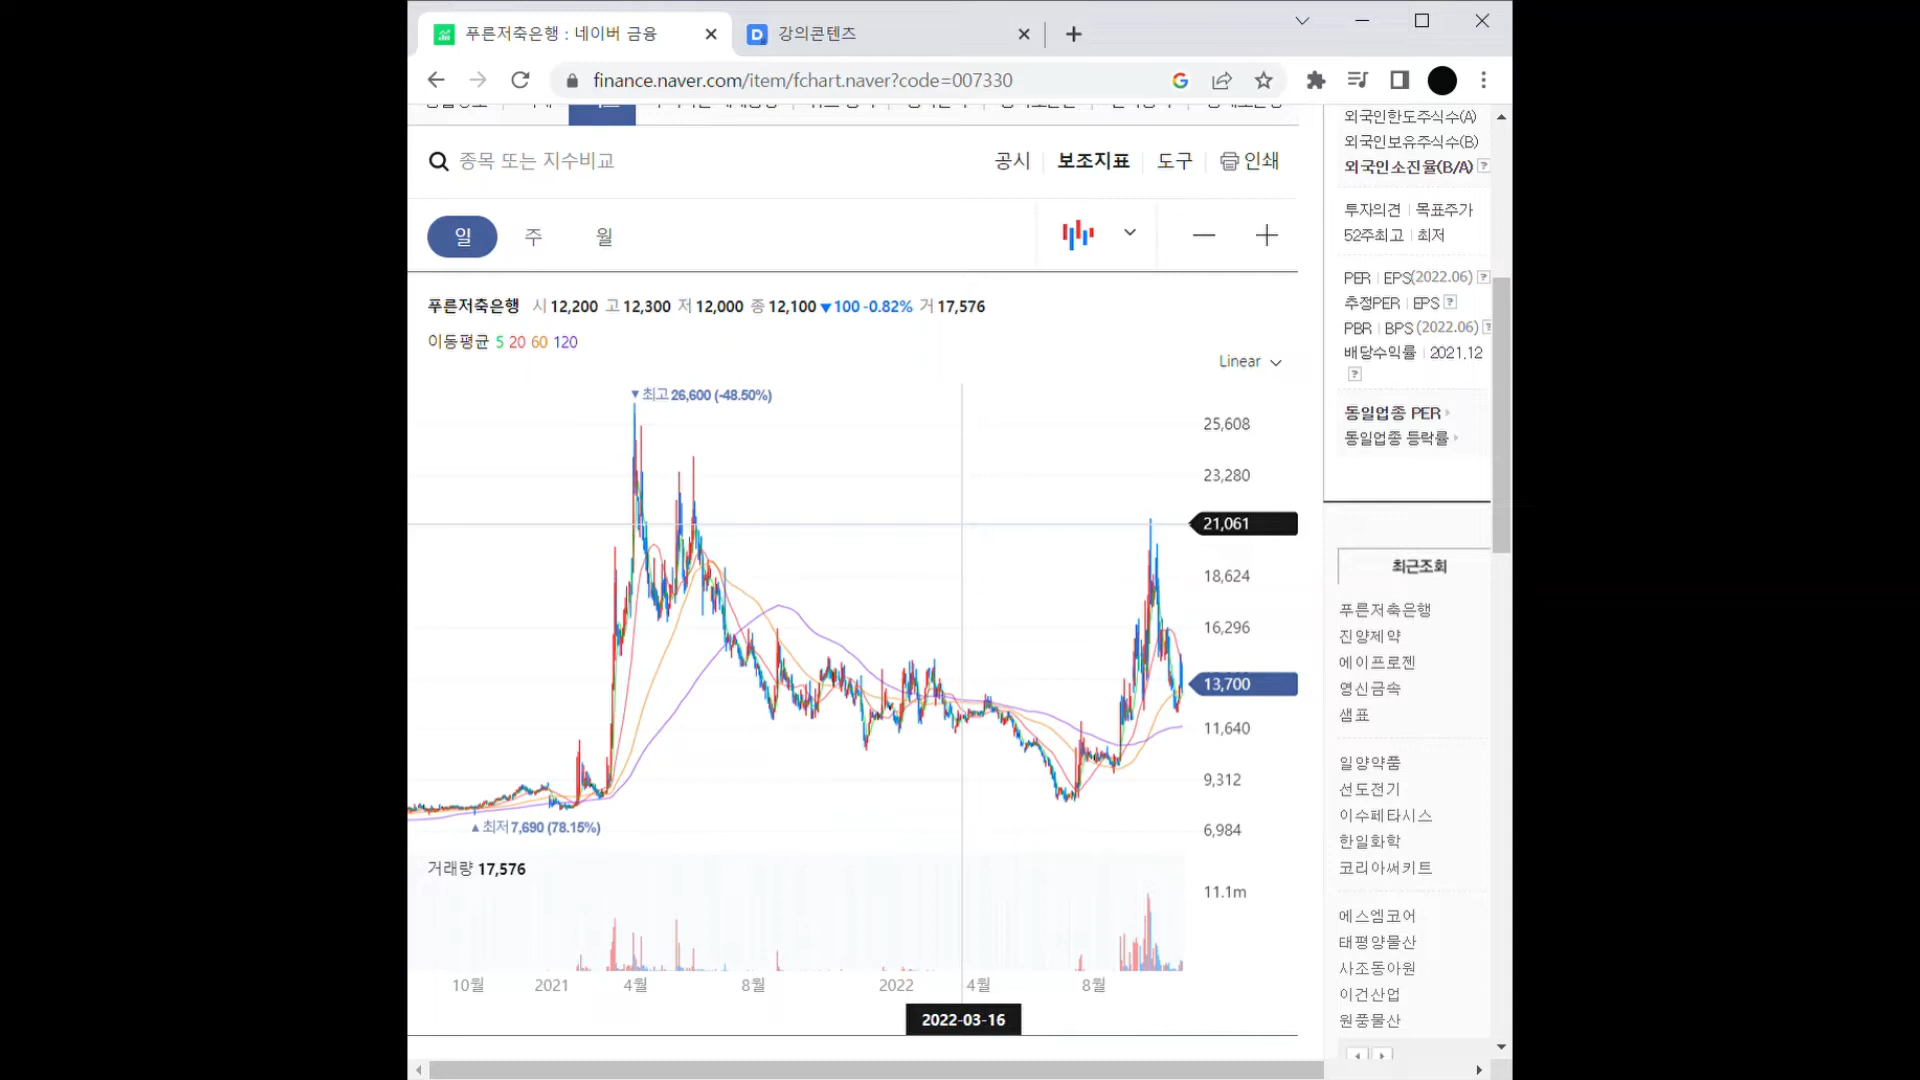 푸른저축은행 : 네이버 금융
강의콘텐츠
finance.naver.com/item/fchart.naver?code=007330
종목 또는 지수비교
공시 보조지표 도구 인쇄
일 주 월
푸른저축은행 시 12,200 고 12,300 저 12,000 종 12,100 ▼100 -0.82% 거 17,576
이동평균 5 20 60 120
Linear
▼최고 26,600 (-48.50%)
25,608
23,280
21,061
18,624
16,296
13,700
11,640
9,312
6,984
▲최저 7,690 (78.15%)
거래량 17,576
11.1m
10월 2021 4월 8월 2022 4월 8월
2022-03-16
외국인한도주식수(A)
외국인보유주식수(B)
외국인소진율(B/A) ?
투자의견 | 목표주가
52주최고 | 최저
PER | EPS(2022.06) ?
추정PER | EPS ?
PBR | BPS (2022.06) ?
배당수익률 | 2021.12
?
동일업종 PER
동일업종 등락률
최근조회
푸른저축은행
진양제약
에이프로젠
영신금속
샘표
일양약품
선도전기
이수페타시스
한일화학
코리아써키트
에스엠코어
태평양물산
사조동아원
이건산업
원풍물산